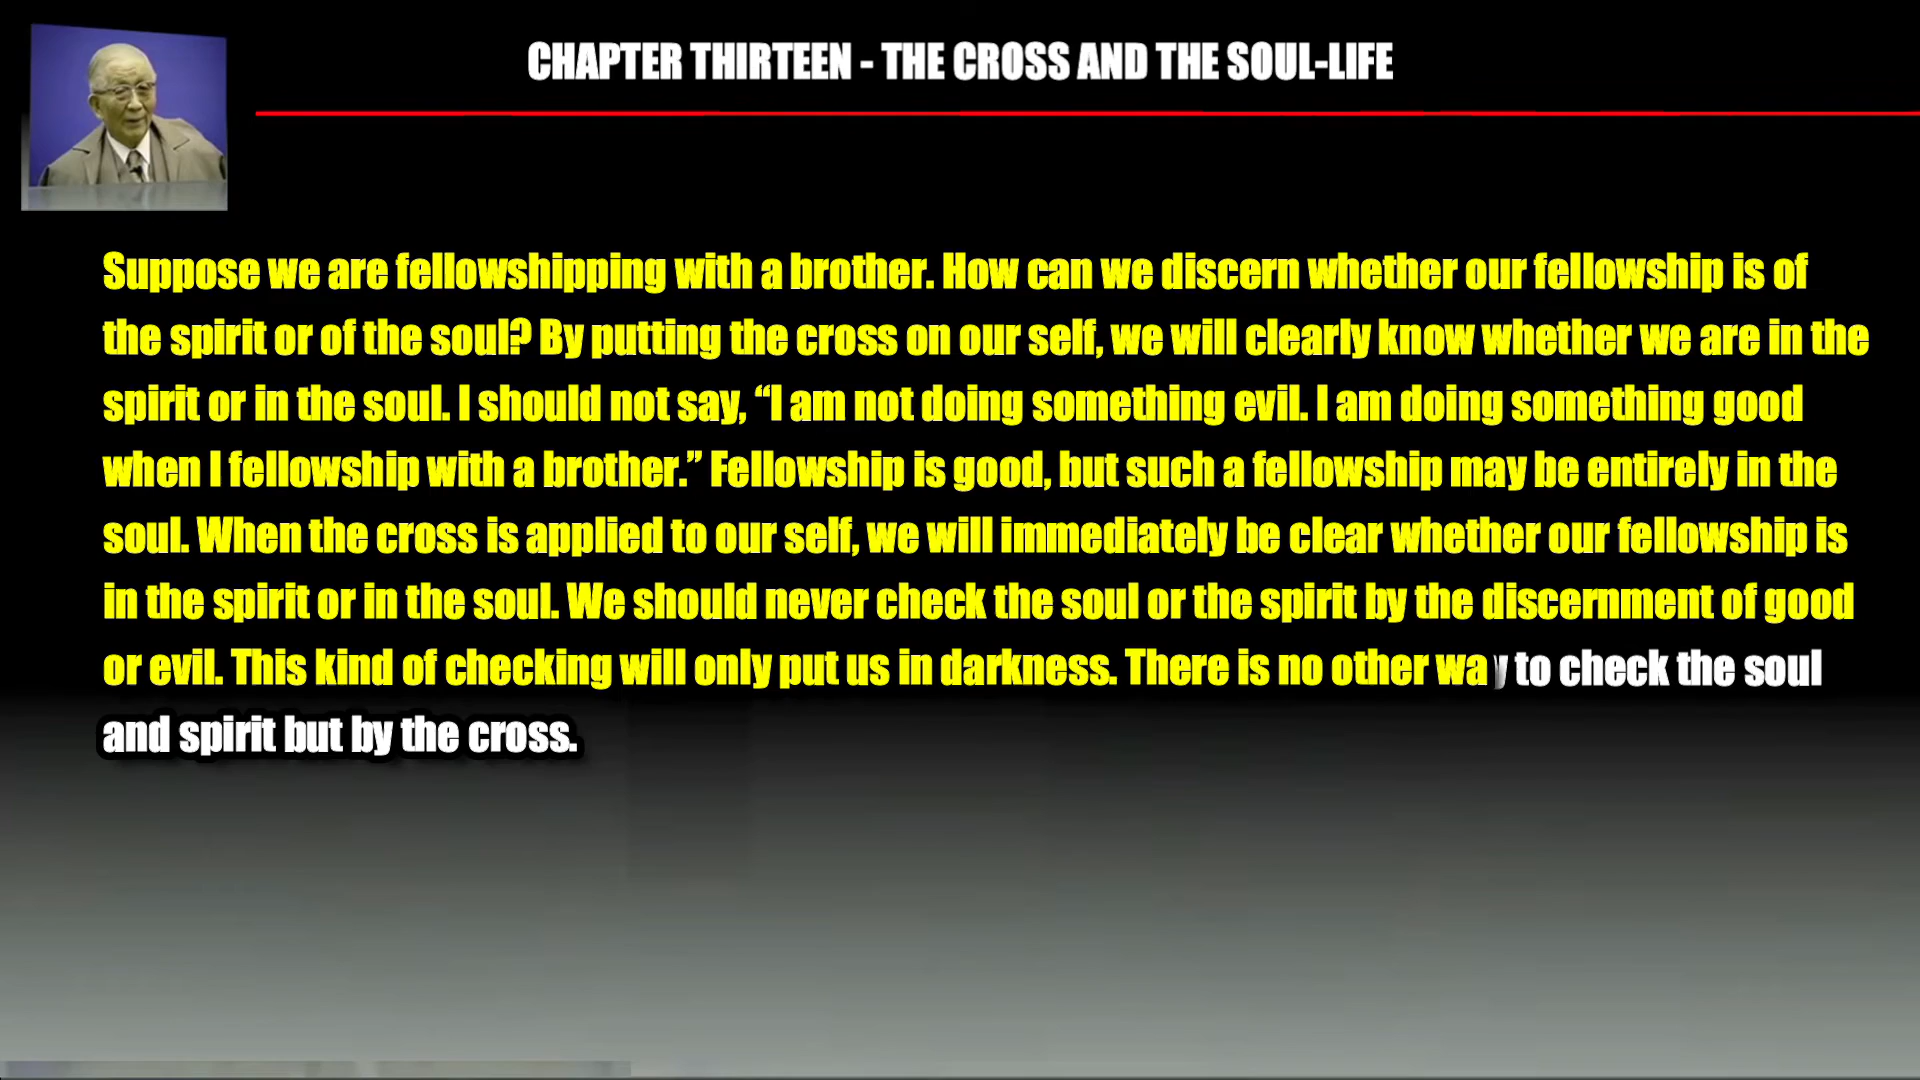 CHAPTER THIRTEEN - THE CROSS AND THE SOUL-LIFE
Suppose we are fellowshipping with a brother. How can we discern whether our fellowship is of
the spirit or of the soul? By putting the cross on our self, we will clearly know whether we are in the
spirit or in the soul. I should not say, “I am not doing something evil. I am doing something good
when I fellowship with a brother.” Fellowship is good, but such a fellowship may be entirely in the
soul. When the cross is applied to our self, we will immediately be clear whether our fellowship is
in the spirit or in the soul. We should never check the soul or the spirit by the discernment of good
or evil. This kind of checking will only put us in darkness. There is no other way to check the soul
and spirit but by the cross.